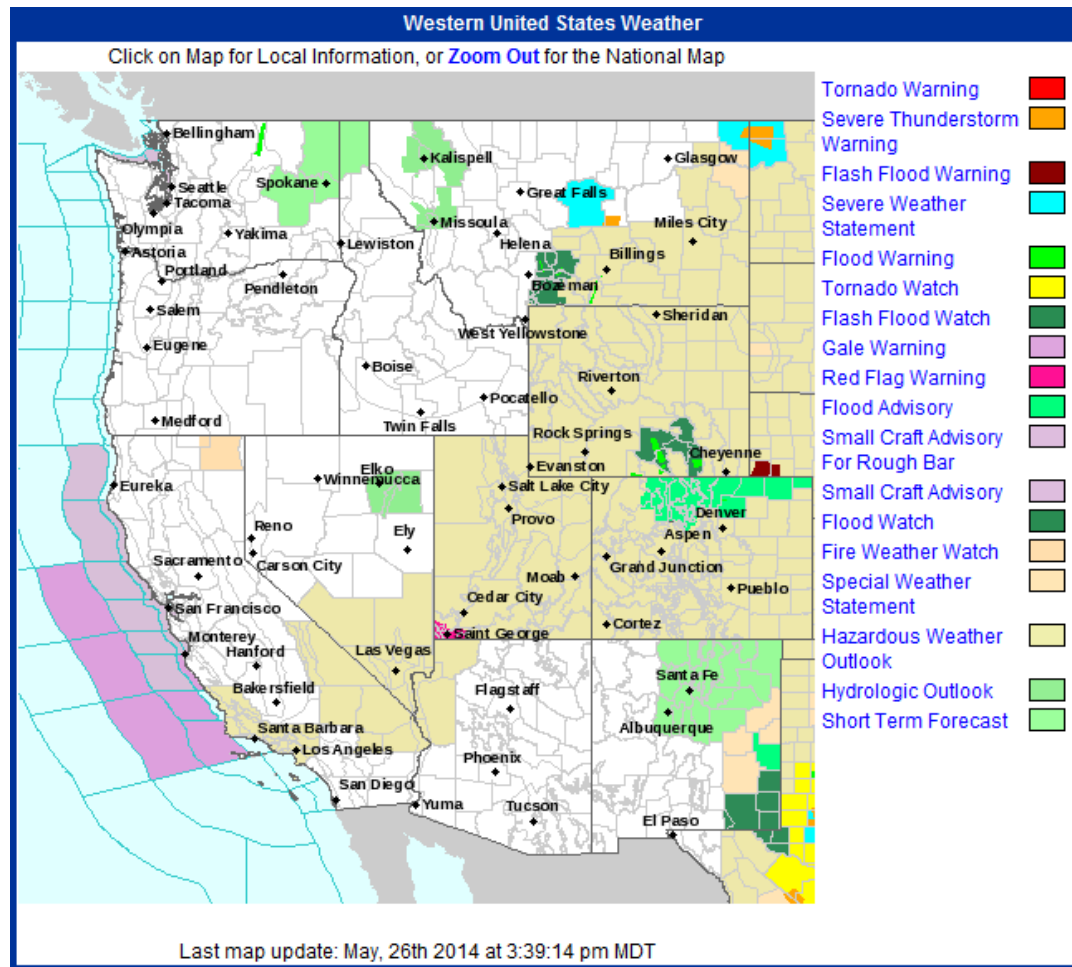 Western United States Weather
Click on Map for Local Information, or Zoom Out for the National Map
Tornado Warning
Severe Thunderstorm
Warning
Flash Flood Warning
Severe Weather
Statement
Flood Warning
Tornado Watch
Flash Flood Watch
Gale Warning
Red Flag Warning
Flood Advisory
Small Craft Advisory
For Rough Bar
Small Craft Advisory
Flood Watch
Fire Weather Watch
Special Weather
Statement
Hazardous Weather
Outlook
Hydrologic Outlook
Short Term Forecast
Bellingham
Kalispell
Glasgow
Seattle
Spokane
Great Falls
Tacoma
Olympia
Missoula
Miles City
Yakima
Helena
Lewiston
Astoria
Billings
Portland
Pendleton
Bozeman
Salem
Sheridan
West Yellowstone
Eugene
Boise
Riverton
Pocatello
Medford
Twin Falls
Rock Springs
Cheyenne
Evanston
Elko
Winnemucca
Eureka
Salt Lake City
Provo
Denver
Reno
Ely
Aspen
Sacramento
Carson City
Grand Junction
Moab
Pueblo
Cedar City
San Francisco
Cortez
Saint George
Monterey
Hanford
Las Vegas
Santa Fe
Bakersfield
Flagstaff
Albuquerque
Santa Barbara
Los Angeles
Phoenix
San Diego
Yuma
Tucson
El Paso
Last map update: May, 26th 2014 at 3:39:14 pm MDT